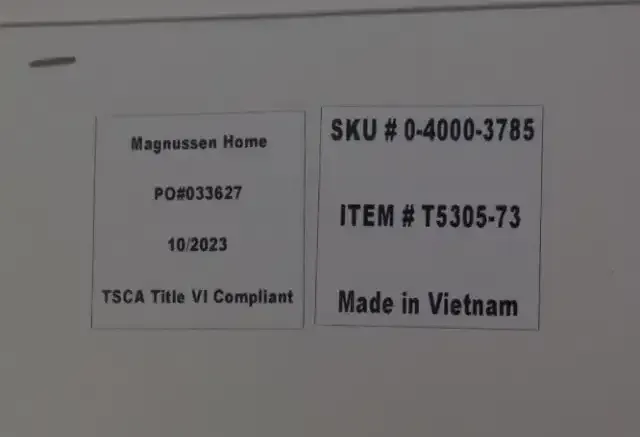 Magnussen Home
PO#033627
10/2023
TSCA Title VI Compliant
SKU # 0-4000-3785
ITEM # T5305-73
Made in Vietnam